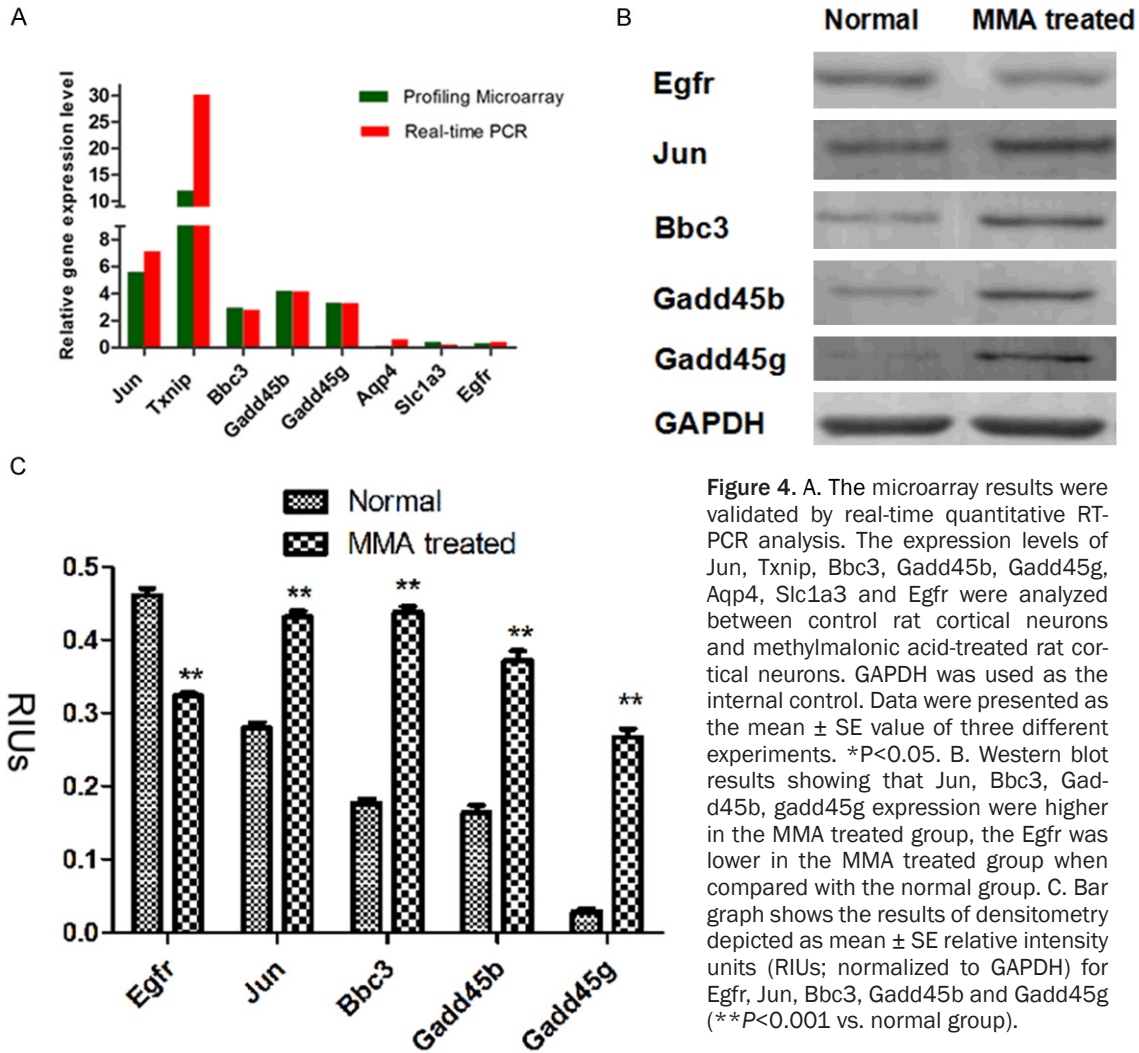 A
Relative gene expression level
30
25
20
15
10
8
6
4
2
0
Profiling Microarray
Real-time PCR
Jun
Txnip
Bbc3
Gadd45b
Gadd45g
Aqp4
Slc1a3
Egfr
B
Normal MMA treated
Egfr
Jun
Bbc3
Gadd45b
Gadd45g
GAPDH
C
Normal
MMA treated
RIUs
0.5
0.4
0.3
0.2
0.1
0.0
**
**
**
**
**
Egfr
Jun
Bbc3
Gadd45b
Gadd45g
Figure 4. A. The microarray results were
validated by real-time quantitative RT-
PCR analysis. The expression levels of
Jun, Txnip, Bbc3, Gadd45b, Gadd45g,
Aqp4, Slc1a3 and Egfr were analyzed
between control rat cortical neurons
and methylmalonic acid-treated rat cor-
tical neurons. GAPDH was used as the
internal control. Data were presented as
the mean ± SE value of three different
experiments. *P<0.05. B. Western blot
results showing that Jun, Bbc3, Gad-
d45b, gadd45g expression were higher
in the MMA treated group, the Egfr was
lower in the MMA treated group when
compared with the normal group. C. Bar
graph shows the results of densitometry
depicted as mean ± SE relative intensity
units (RIUs; normalized to GAPDH) for
Egfr, Jun, Bbc3, Gadd45b and Gadd45g
(**P<0.001 vs. normal group).